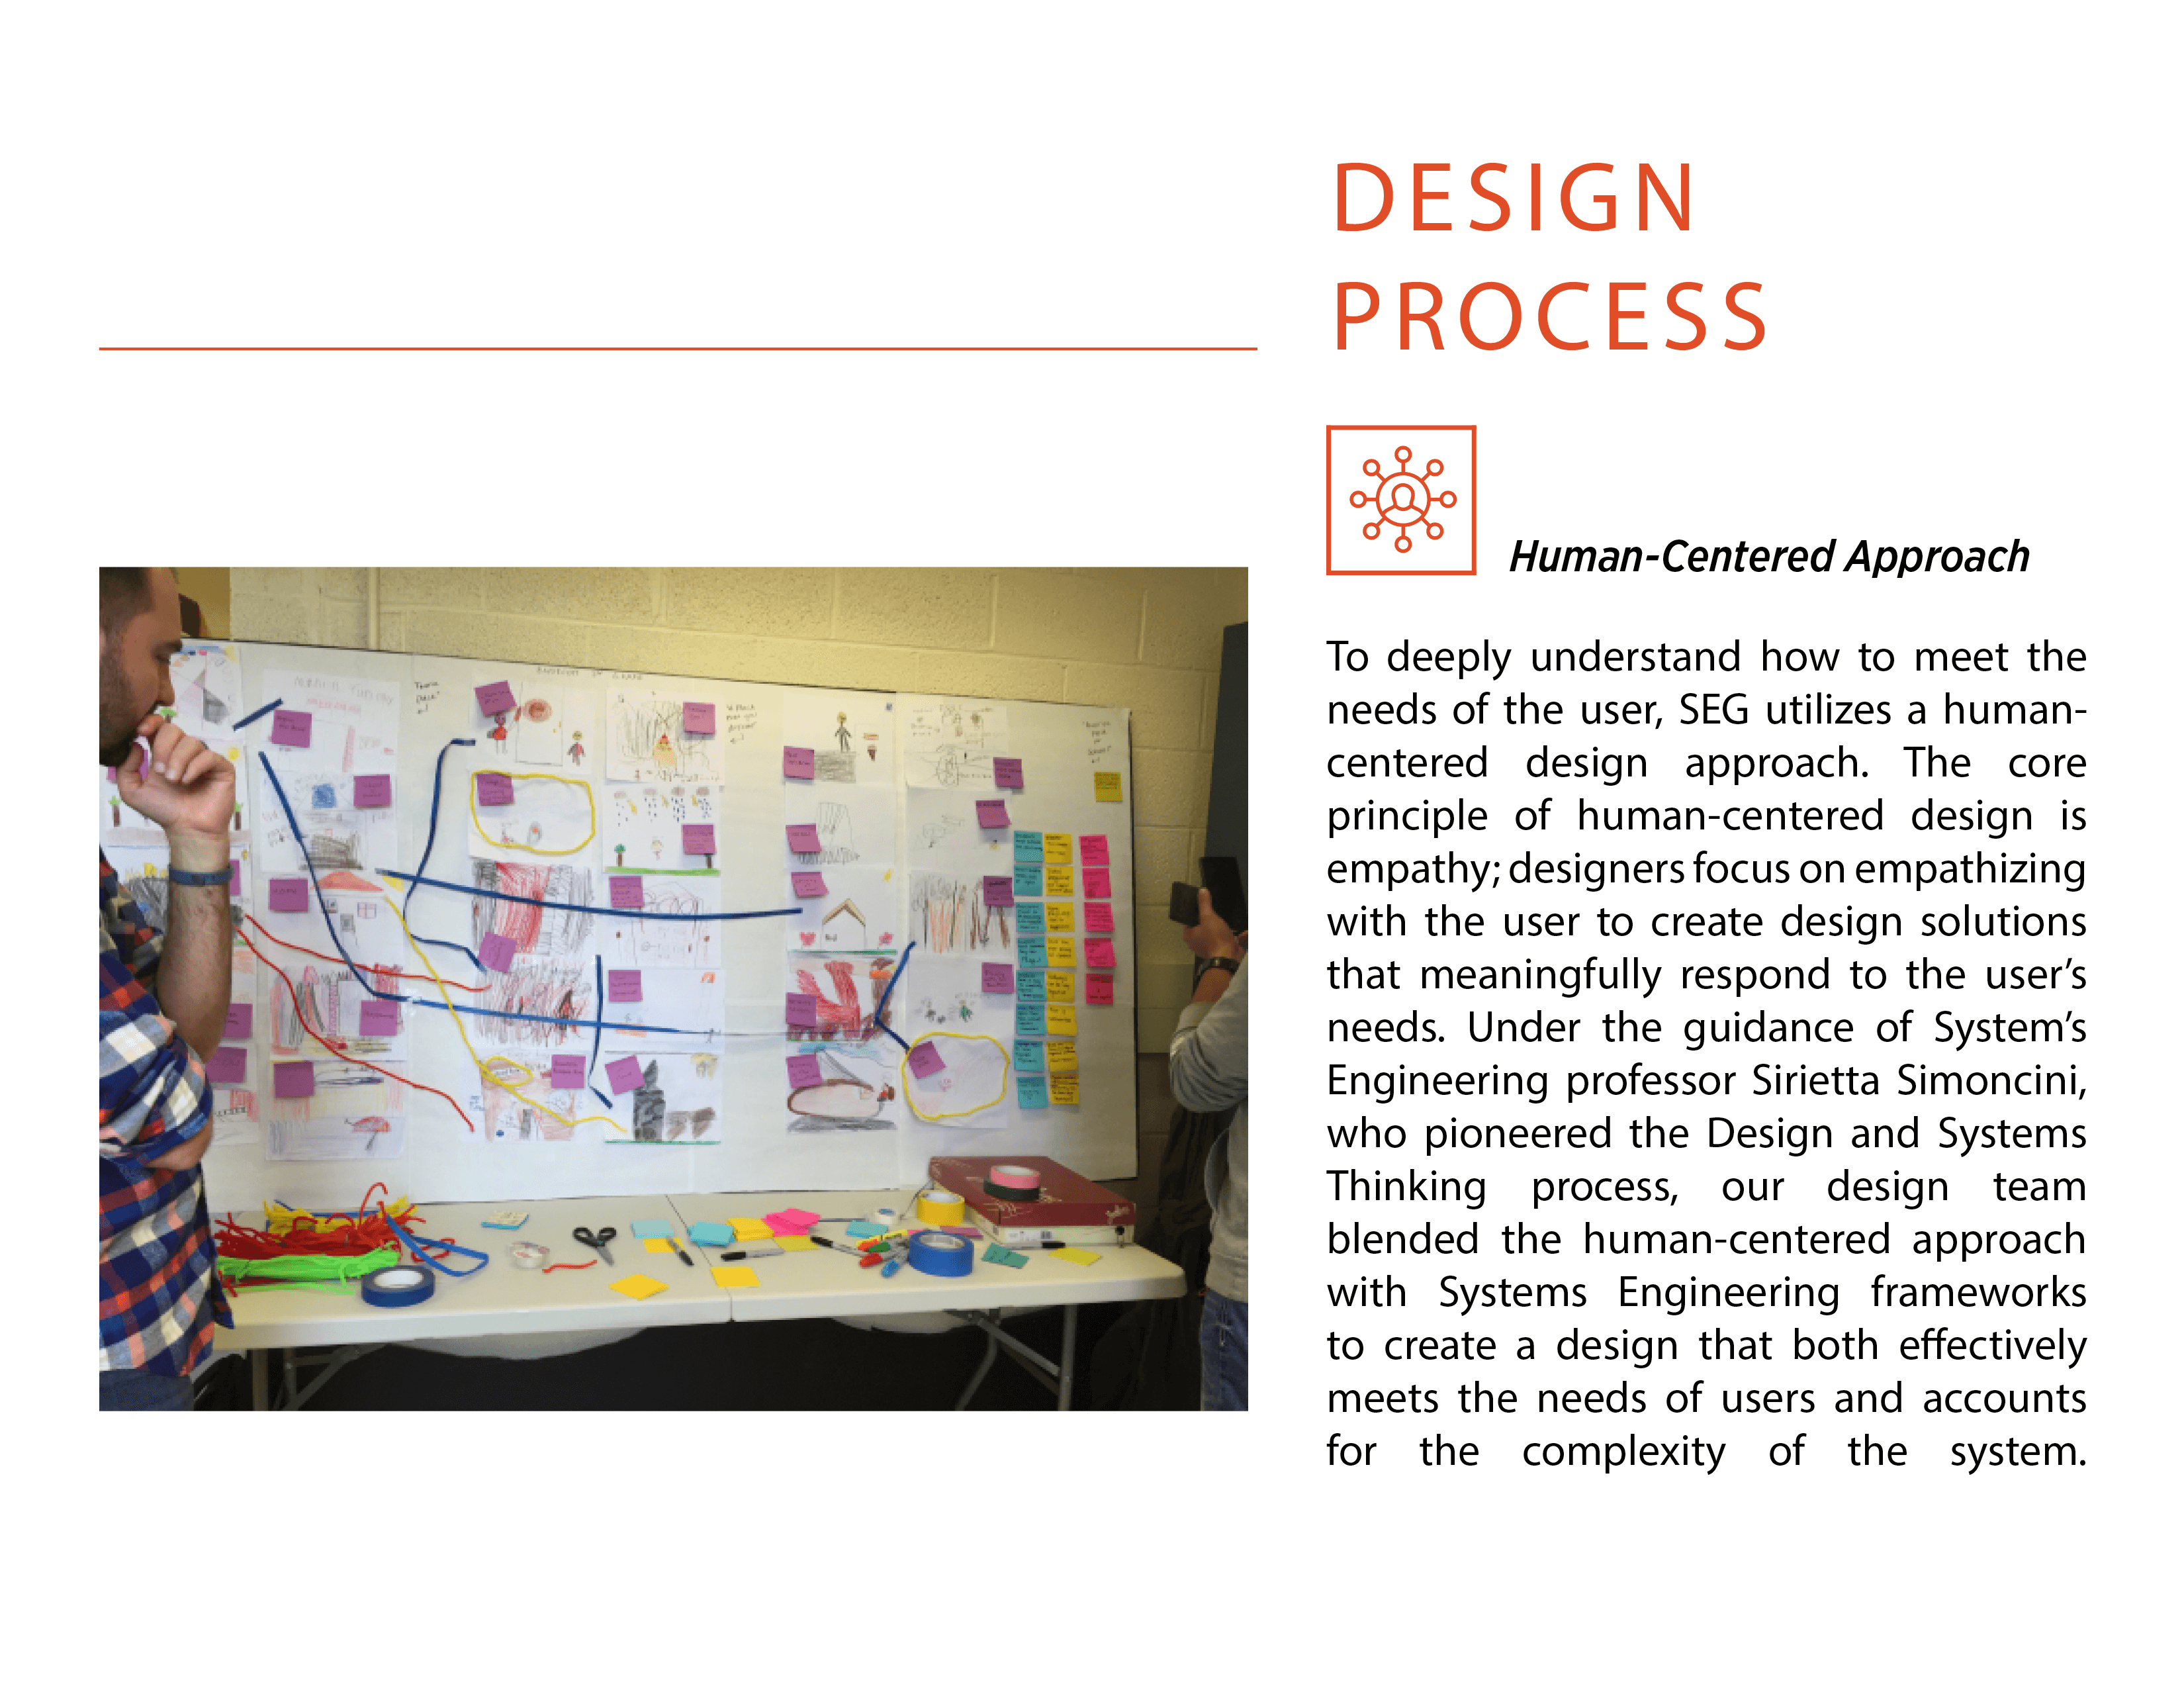 DESIGN
PROCESS
Human-Centered Approach
To deeply understand how to meet the
needs of the user, SEG utilizes a human-
centered design approach. The core
principle of human-centered design is
empathy; designers focus on empathizing
with the user to create design solutions
that meaningfully respond to the user’s
needs. Under the guidance of System’s
Engineering professor Sirietta Simoncini,
who pioneered the Design and Systems
Thinking process, our design team
blended the human-centered approach
with Systems Engineering frameworks
to create a design that both effectively
meets the needs of users and accounts
for the complexity of the system.